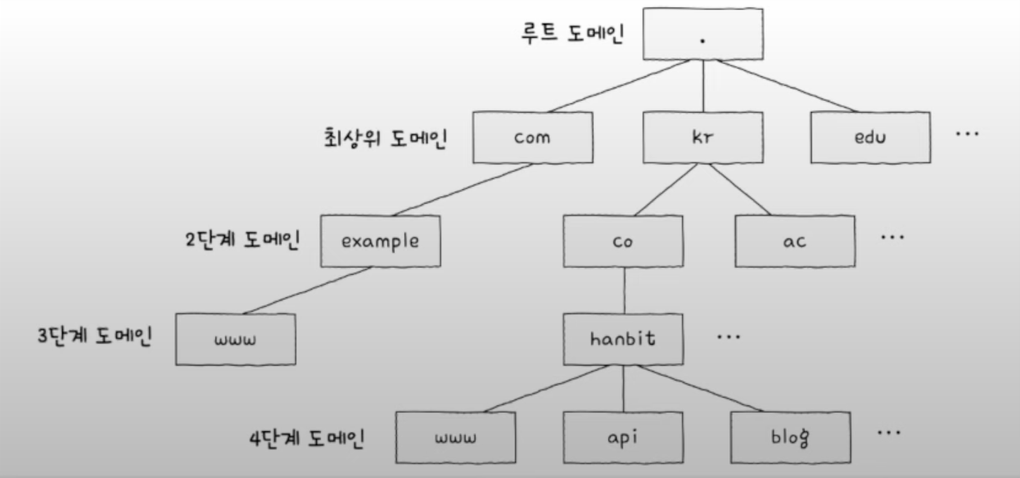 루트 도메인 .
최상위 도메인 com kr edu ...
2단계 도메인 example co ac ...
3단계 도메인 www hanbit ...
4단계 도메인 www api blog ...